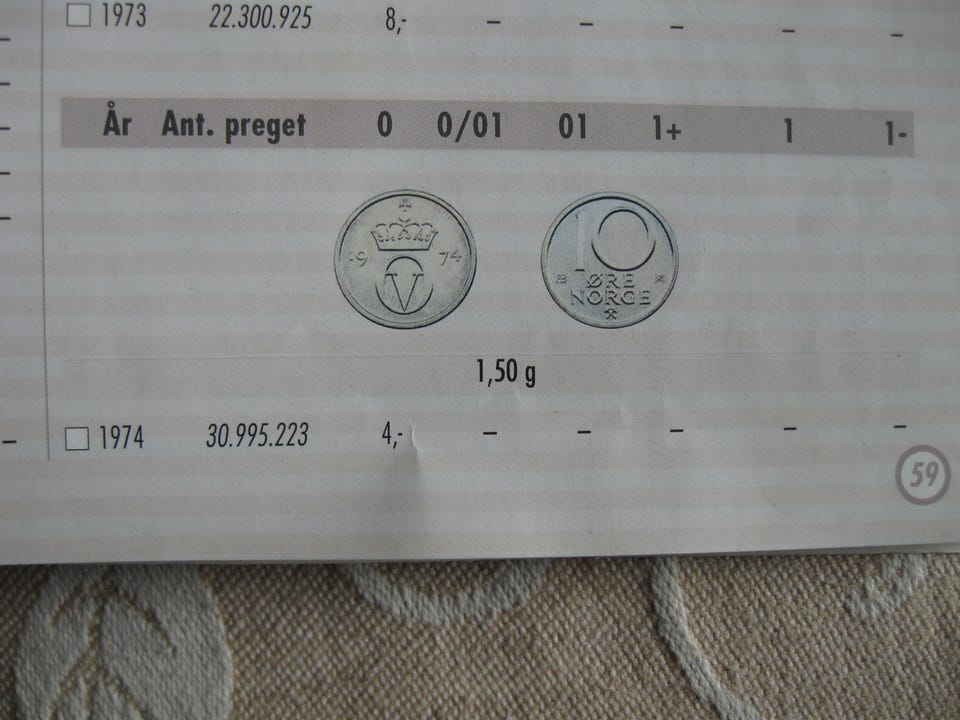 1973 22.300.925 8,- – – – – –
År Ant. preget 0 0/01 01 1+ 1 1-
19 74
V
10
ØRE
NORGE
1,50 g
1974 30.995.223 4,- – – – – –
59